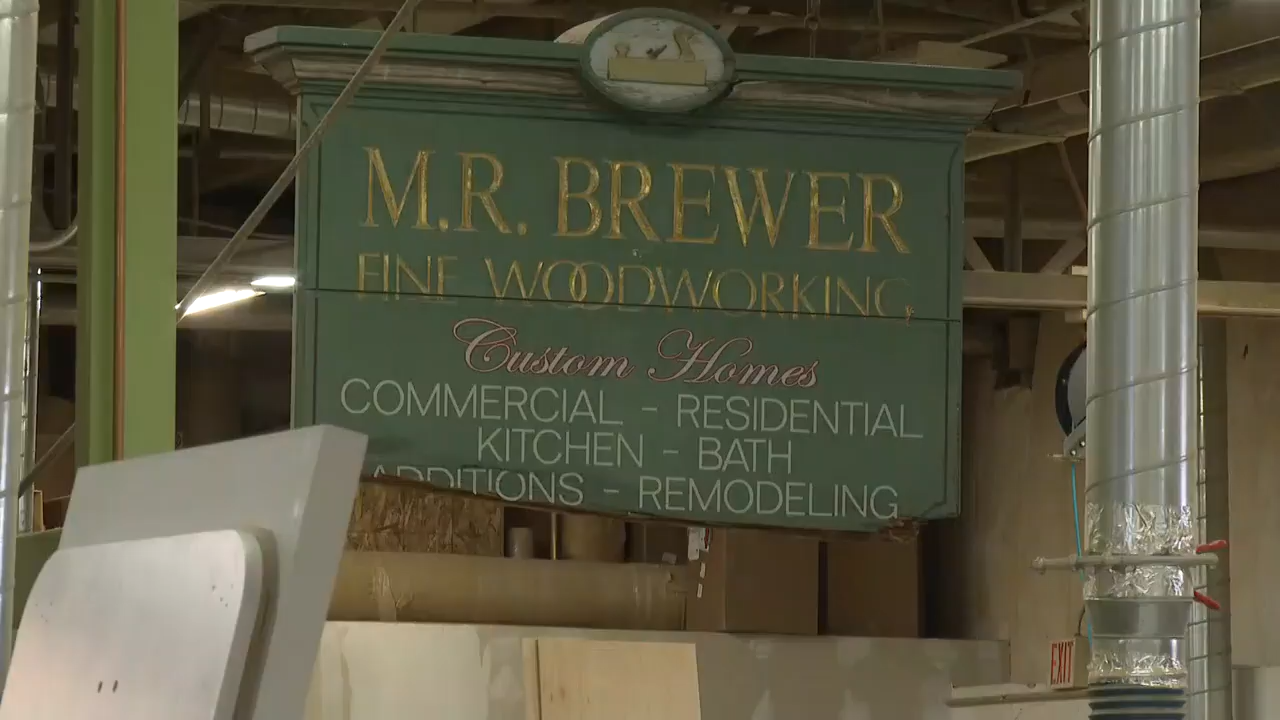 M.R. BREWER
FINE WOODWORKING
Custom Homes
COMMERCIAL - RESIDENTIAL
KITCHEN - BATH
ADDITIONS - REMODELING
EXIT